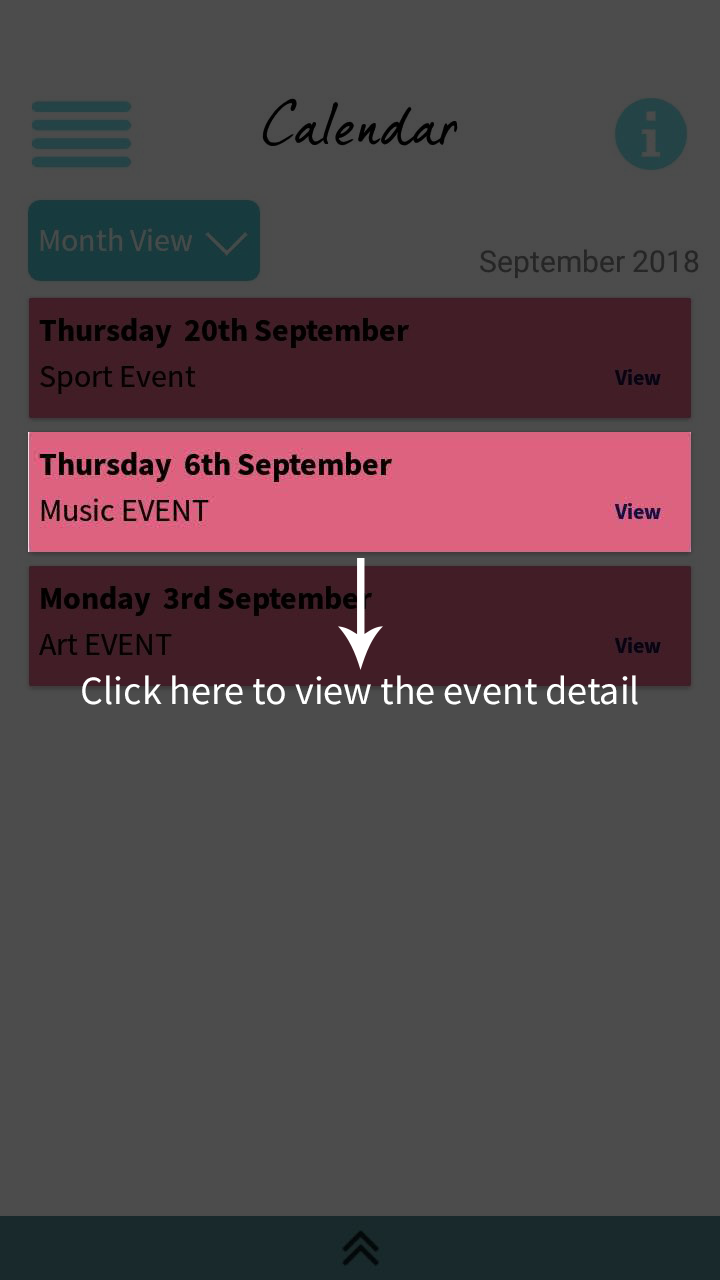 Calendar
Month View
September 2018
Thursday  20th September
Sport Event
View
Thursday  6th September
Music EVENT
View
Monday  3rd September
Art EVENT
View
Click here to view the event detail